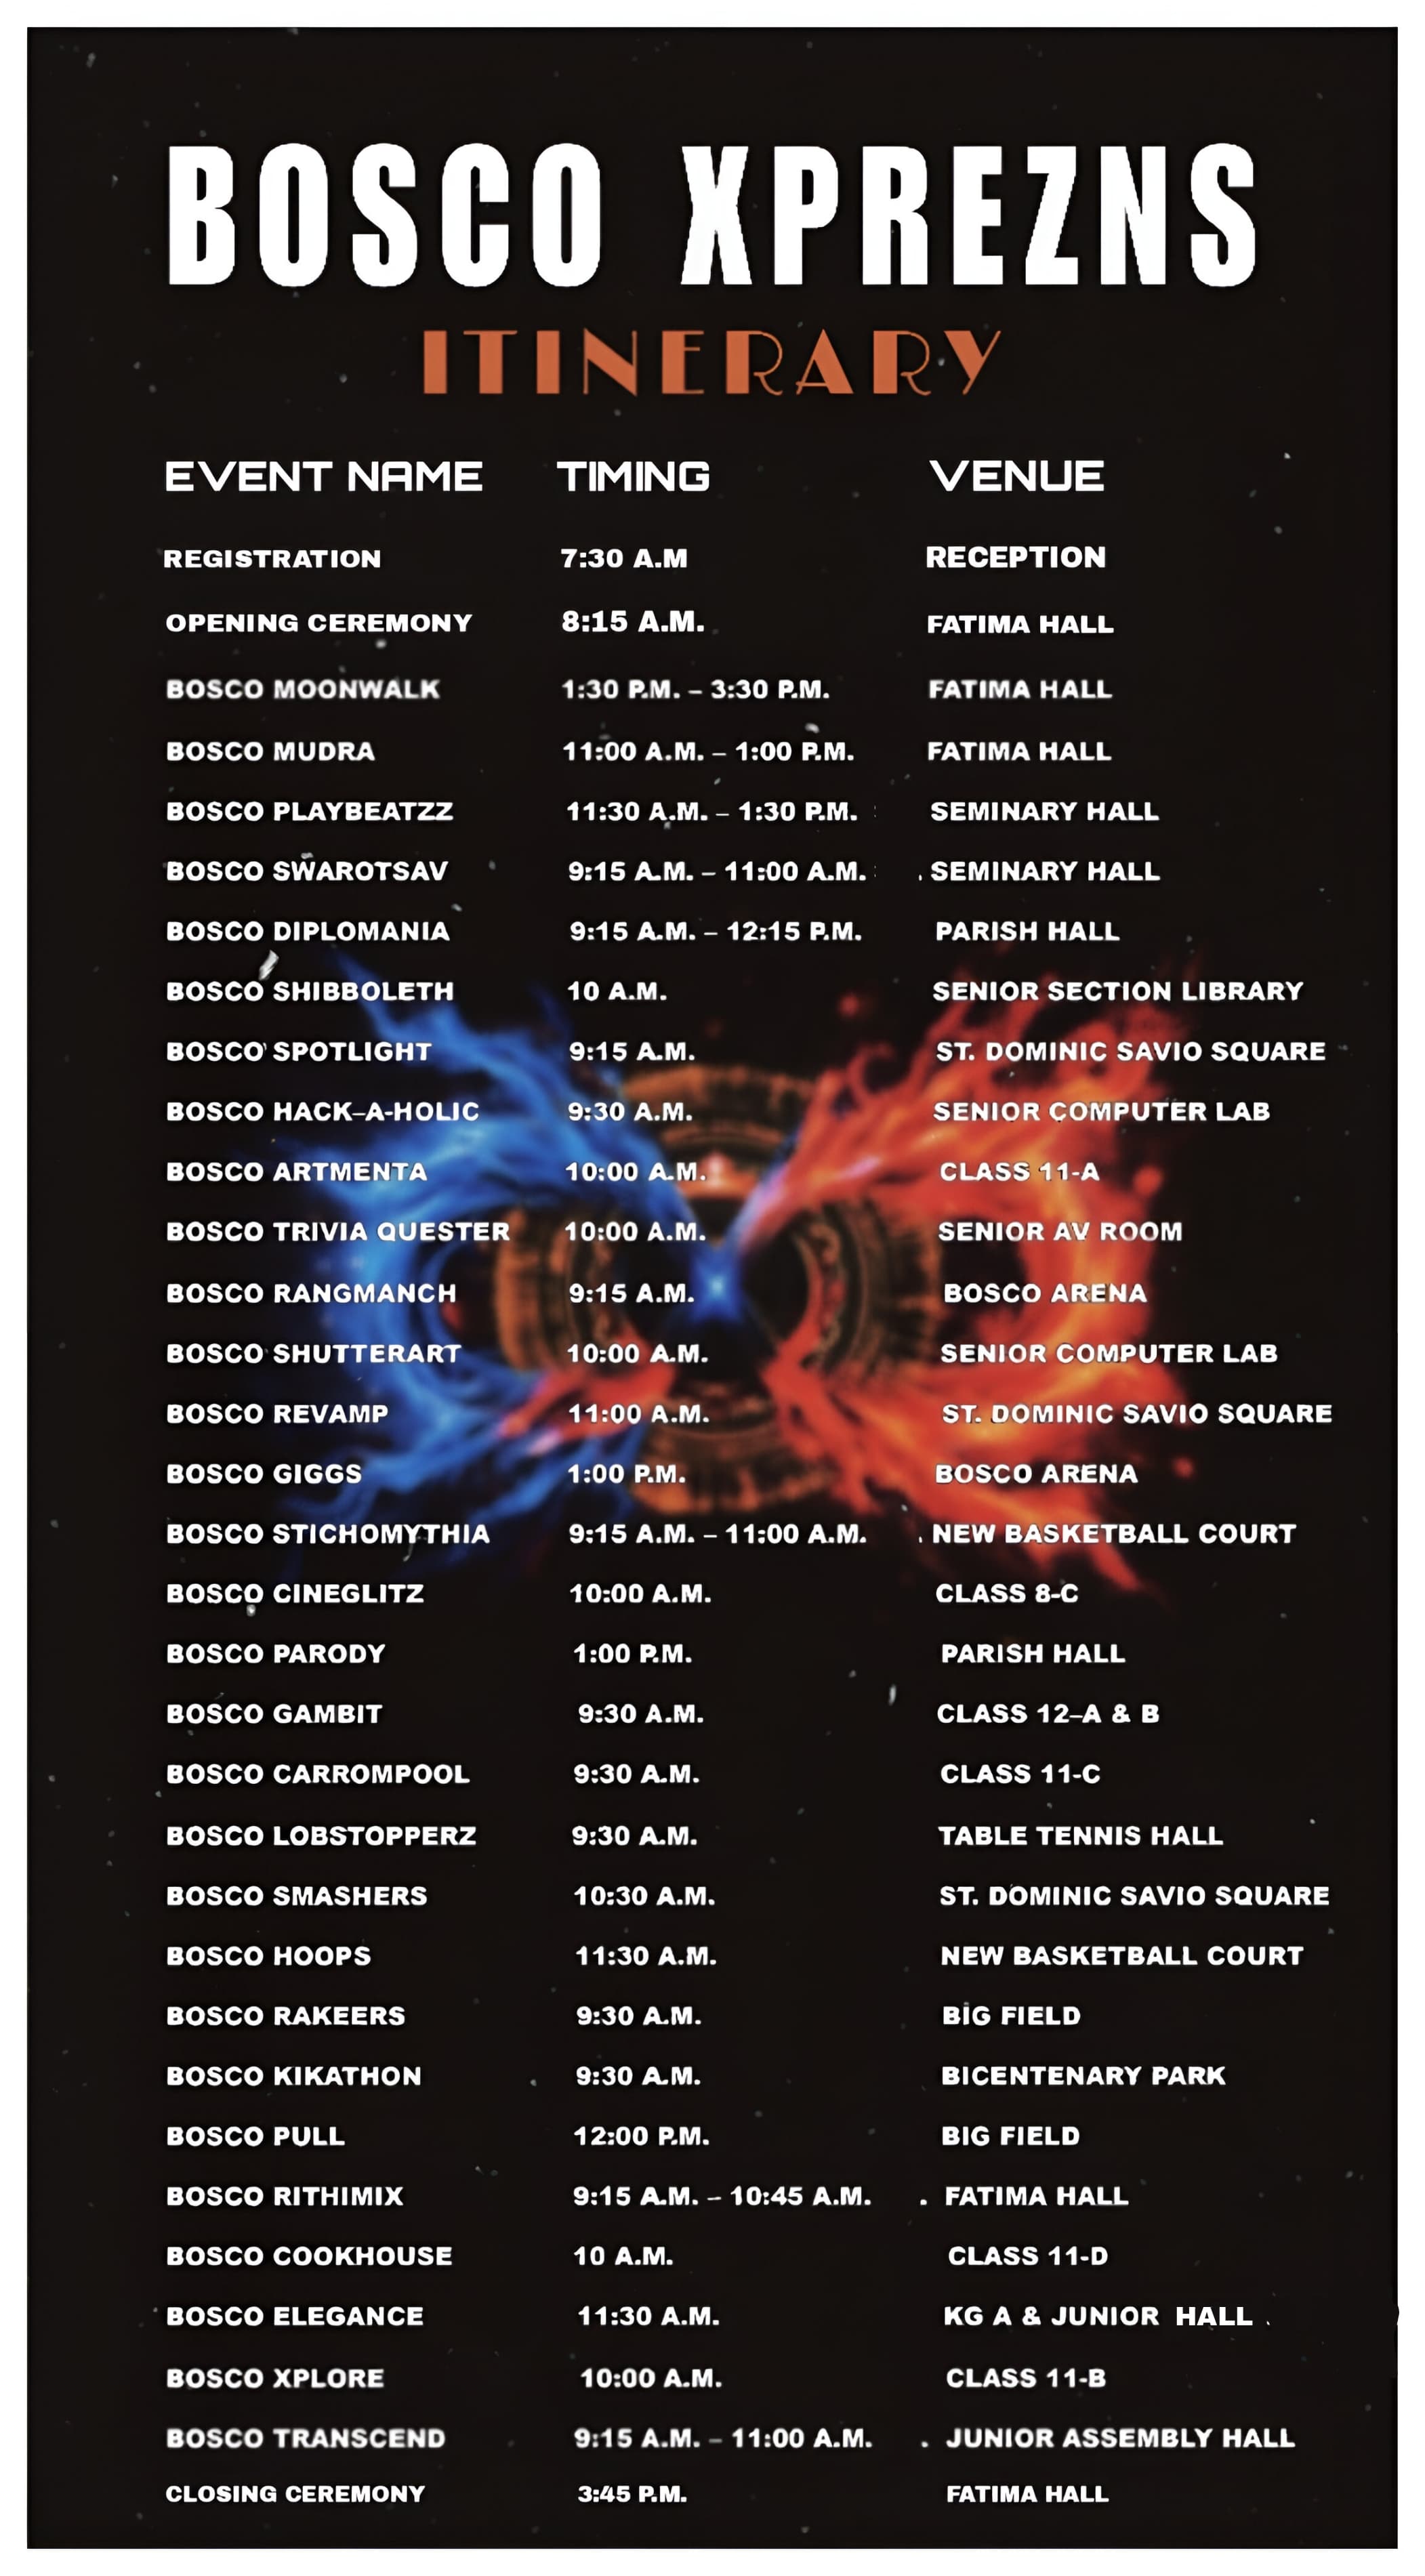 BOSCO XPREZNS
ITINERARY
EVENT NAME TIMING VENUE
REGISTRATION 7:30 A.M RECEPTION
OPENING CEREMONY 8:15 A.M. FATIMA HALL
BOSCO MOONWALK 1:30 P.M. – 3:30 P.M. FATIMA HALL
BOSCO MUDRA 11:00 A.M. – 1:00 P.M. FATIMA HALL
BOSCO PLAYBEATZZ 11:30 A.M. – 1:30 P.M. SEMINARY HALL
BOSCO SWAROTSAV 9:15 A.M. – 11:00 A.M. SEMINARY HALL
BOSCO DIPLOMANIA 9:15 A.M. – 12:15 P.M. PARISH HALL
BOSCO SHIBBOLETH 10 A.M. SENIOR SECTION LIBRARY
BOSCO SPOTLIGHT 9:15 A.M. ST. DOMINIC SAVIO SQUARE
BOSCO HACK–A-HOLIC 9:30 A.M. SENIOR COMPUTER LAB
BOSCO ARTMENTA 10:00 A.M. CLASS 11-A
BOSCO TRIVIA QUESTER 10:00 A.M. SENIOR AV ROOM
BOSCO RANGMANCH 9:15 A.M. BOSCO ARENA
BOSCO SHUTTERART 10:00 A.M. SENIOR COMPUTER LAB
BOSCO REVAMP 11:00 A.M. ST. DOMINIC SAVIO SQUARE
BOSCO GIGGS 1:00 P.M. BOSCO ARENA
BOSCO STICHOMYTHIA 9:15 A.M. – 11:00 A.M. NEW BASKETBALL COURT
BOSCO CINEGLITZ 10:00 A.M. CLASS 8-C
BOSCO PARODY 1:00 P.M. PARISH HALL
BOSCO GAMBIT 9:30 A.M. CLASS 12–A & B
BOSCO CARROMPOOL 9:30 A.M. CLASS 11-C
BOSCO LOBSTOPPERZ 9:30 A.M. TABLE TENNIS HALL
BOSCO SMASHERS 10:30 A.M. ST. DOMINIC SAVIO SQUARE
BOSCO HOOPS 11:30 A.M. NEW BASKETBALL COURT
BOSCO RAKEERS 9:30 A.M. BIG FIELD
BOSCO KIKATHON 9:30 A.M. BICENTENARY PARK
BOSCO PULL 12:00 P.M. BIG FIELD
BOSCO RITHIMIX 9:15 A.M. – 10:45 A.M. FATIMA HALL
BOSCO COOKHOUSE 10 A.M. CLASS 11-D
BOSCO ELEGANCE 11:30 A.M. KG A & JUNIOR HALL
BOSCO XPLORE 10:00 A.M. CLASS 11-B
BOSCO TRANSCEND 9:15 A.M. – 11:00 A.M. JUNIOR ASSEMBLY HALL
CLOSING CEREMONY 3:45 P.M. FATIMA HALL